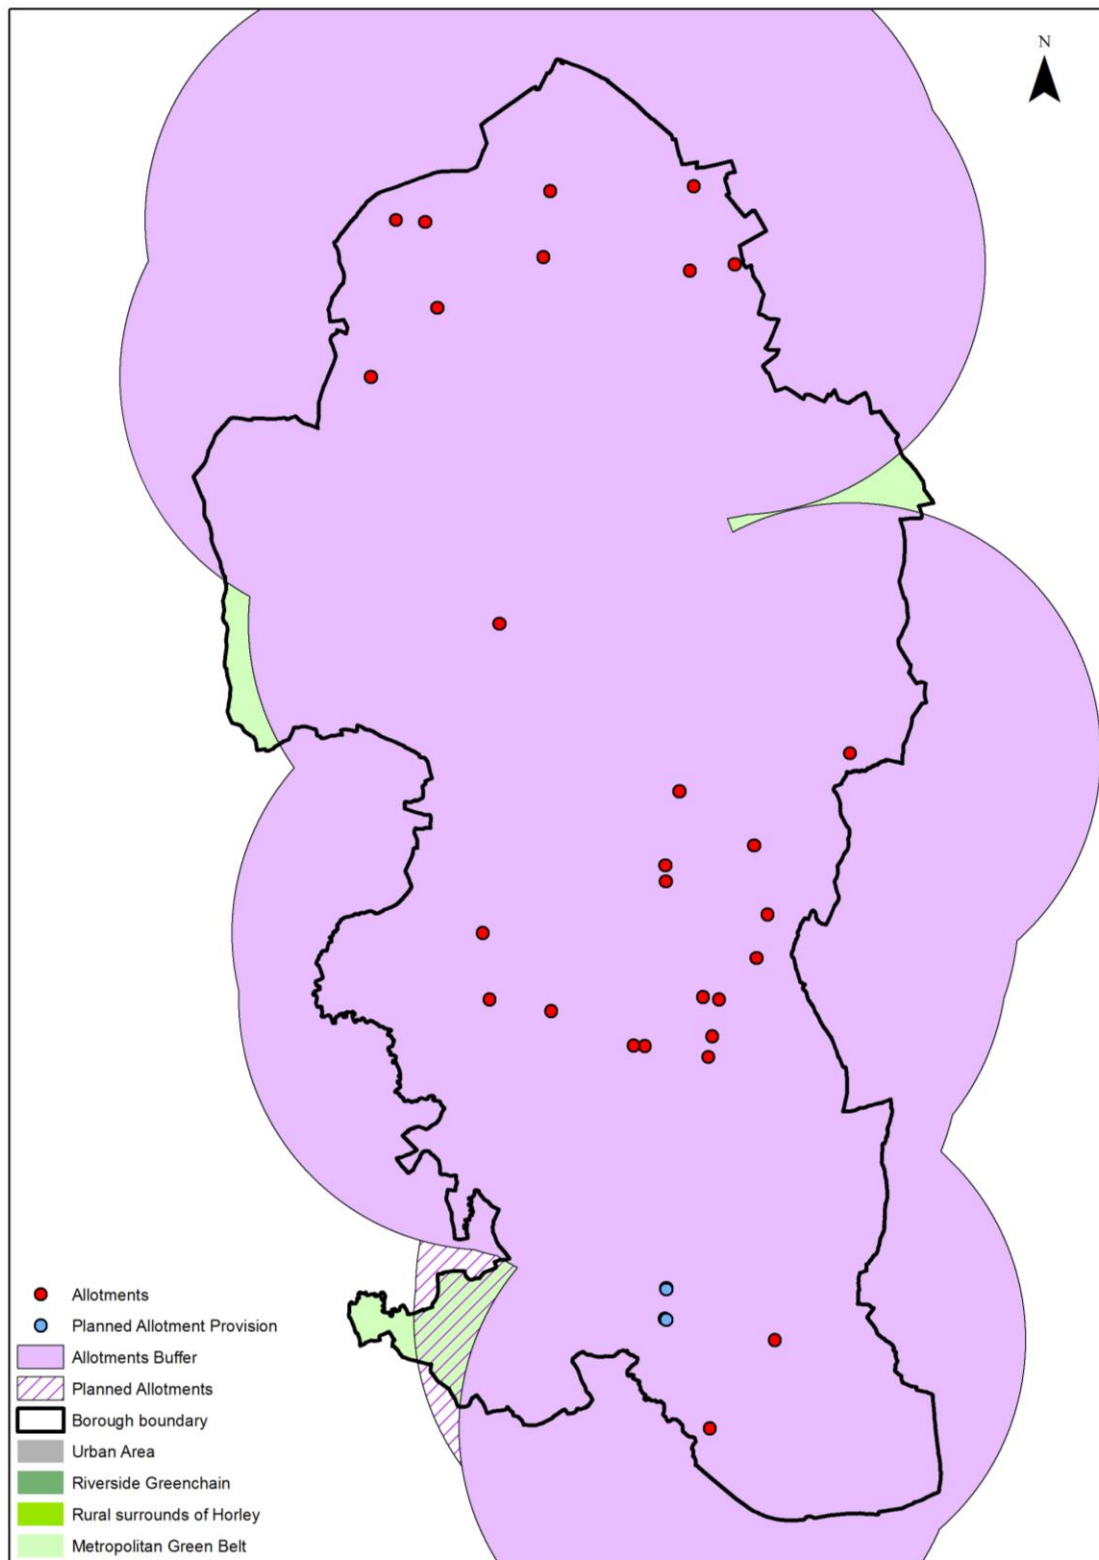 N
Allotments
Planned Allotment Provision
Allotments Buffer
Planned Allotments
Borough boundary
Urban Area
Riverside Greenchain
Rural surrounds of Horley
Metropolitan Green Belt